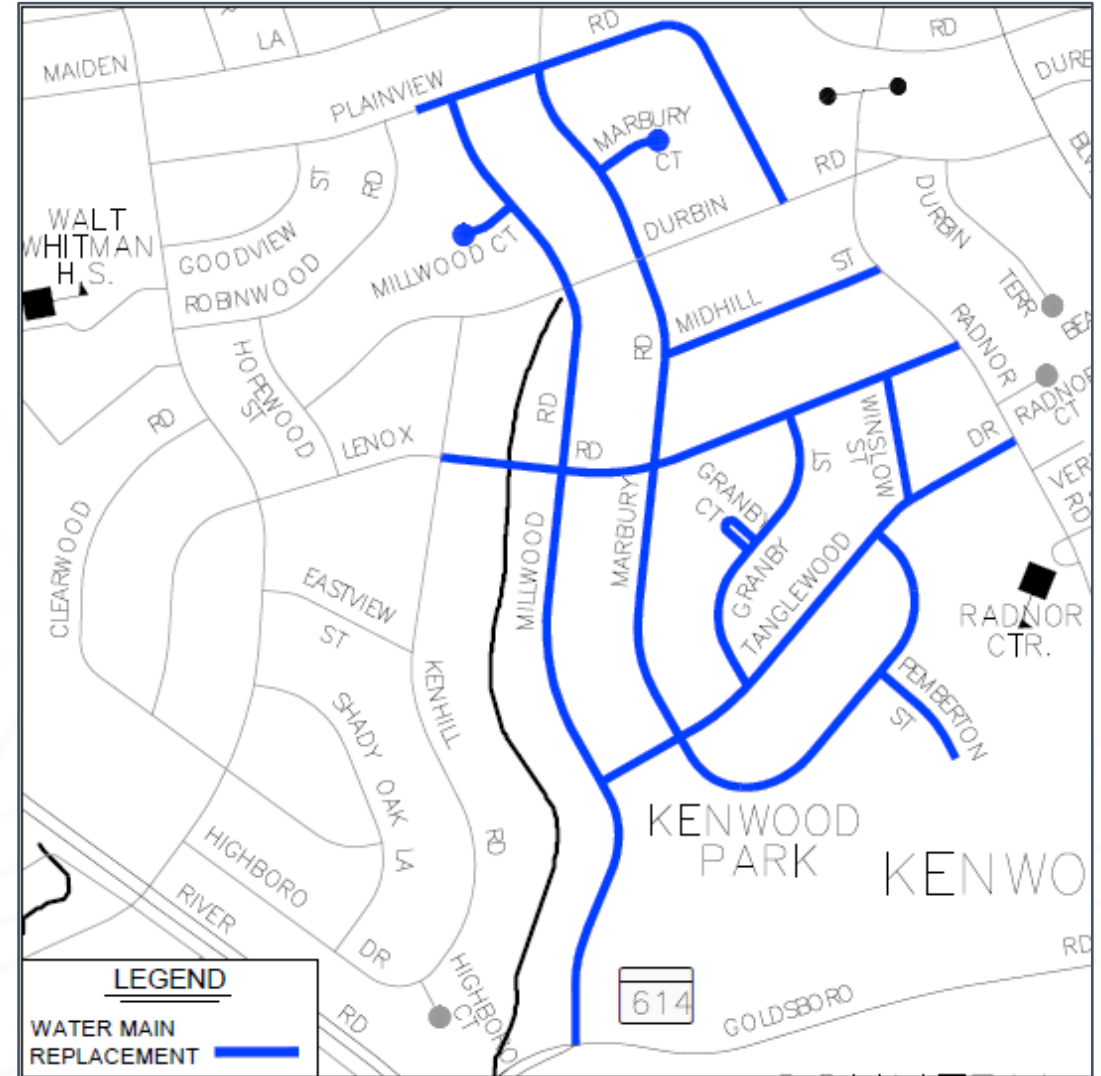 RD
LA
RD
MAIDEN
PLAINVIEW
MARBURY
CT
RD
ST
RD
WALT
WHITMAN
H.S.
GOODVIEW
ROBINWOOD
MILLWOOD CT
DURBIN
DURBIN
TERR
ST
MIDHILL
RD
RADNOR
RADNOR
CT
HOPEWOOD
ST
RD
LENOX
RD
RD
WINSLOW
ST
DR
ST
GRANBY
CT
CLEARWOOD
MILLWOOD
MARBURY
GRANBY
TANGLEWOOD
EASTVIEW
ST
RADNOR
CTR.
KENHILL
SHADY OAK LA
PEMBERTON
ST
RD
KENWOOD
PARK
KENWO
HIGHBORO
DR
RIVER
RD
HIGHBORO
CT
614
GOLDSBORO
RD
LEGEND
WATER MAIN
REPLACEMENT